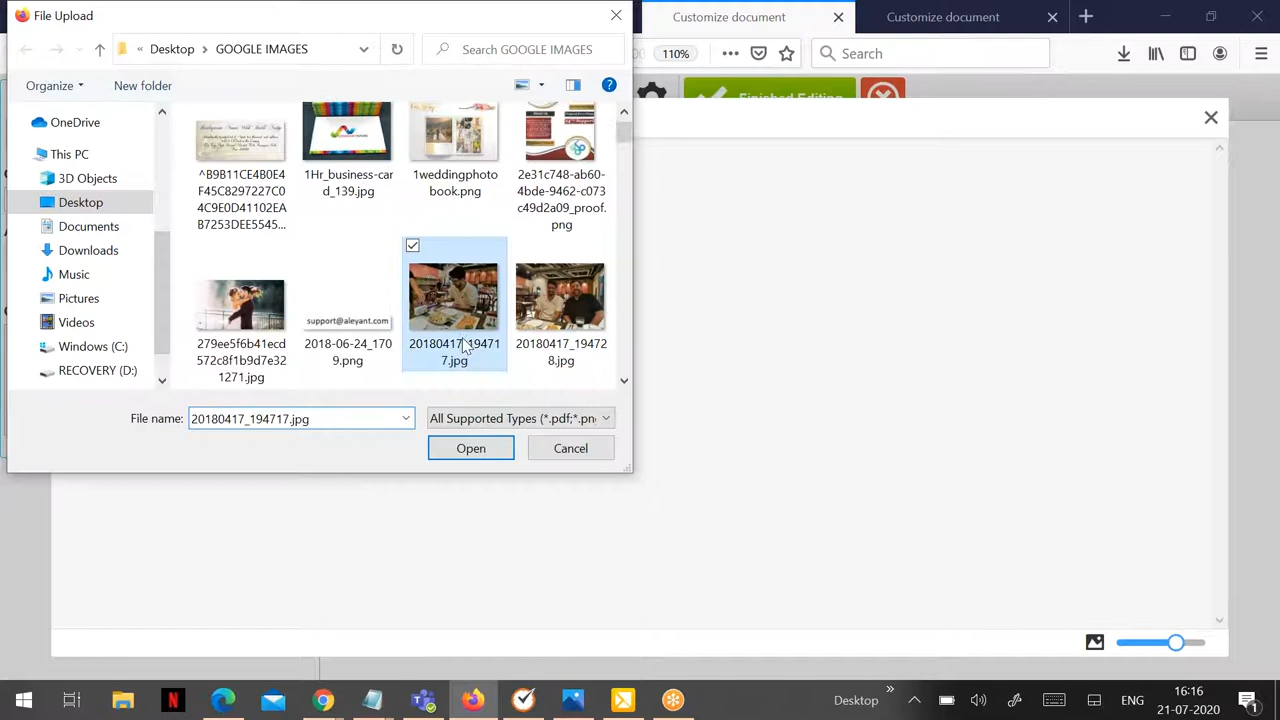 File Upload
Customize document
Customize document
« Desktop > GOOGLE IMAGES
Search GOOGLE IMAGES
110%
Search
Organize
New folder
Finished Editing
OneDrive
This PC
3D Objects
Desktop
Documents
Downloads
Music
Pictures
Videos
Windows (C:)
RECOVERY (D:)
^B9B11CE4B0E4
F45C8297227C0
4C9E0D41102EA
B7253DEE5545...
1Hr_business-car
d_139.jpg
1weddingphoto
book.png
2e31c748-ab60-
4bde-9462-c073
c49d2a09_proof.
png
279ee5f6b41ecd
572c8f1b9d7e32
1271.jpg
support@aleyant.com
2018-06-24_170
9.png
20180417_19471
7.jpg
20180417_19472
8.jpg
File name:
20180417_194717.jpg
All Supported Types (*.pdf;*.pn
Open
Cancel
Desktop
»
ENG
16:16
21-07-2020
1